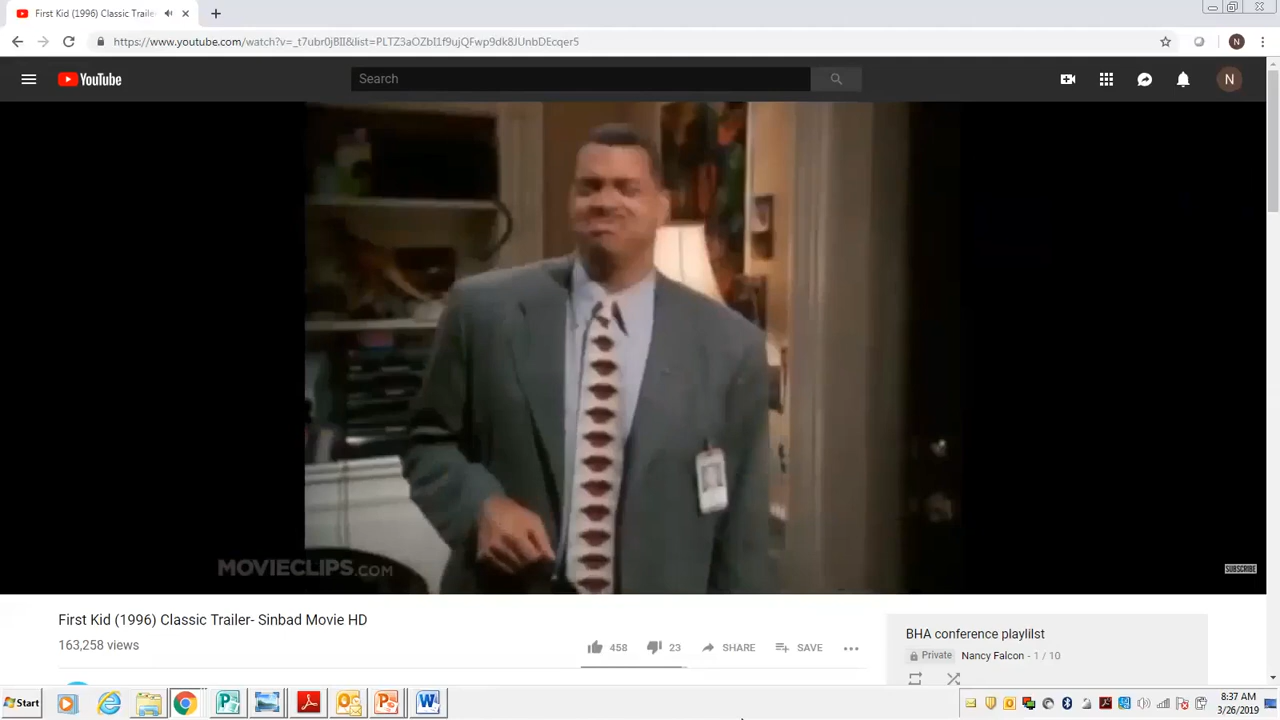 First Kid (1996) Classic Traile
https://www.youtube.com/watch?v=_t7ubr0jBII&list=PLTZ3aOZbI1f9ujQFwp9dk8JUnbDEcqer5
N
YouTube
Search
N
MOVIECLIPS.COM
SUBSCRIBE
First Kid (1996) Classic Trailer- Sinbad Movie HD
163,258 views
458
23
SHARE
SAVE
BHA conference playlilst
Private
Nancy Falcon - 1 / 10
Start
8:37 AM
3/26/2019